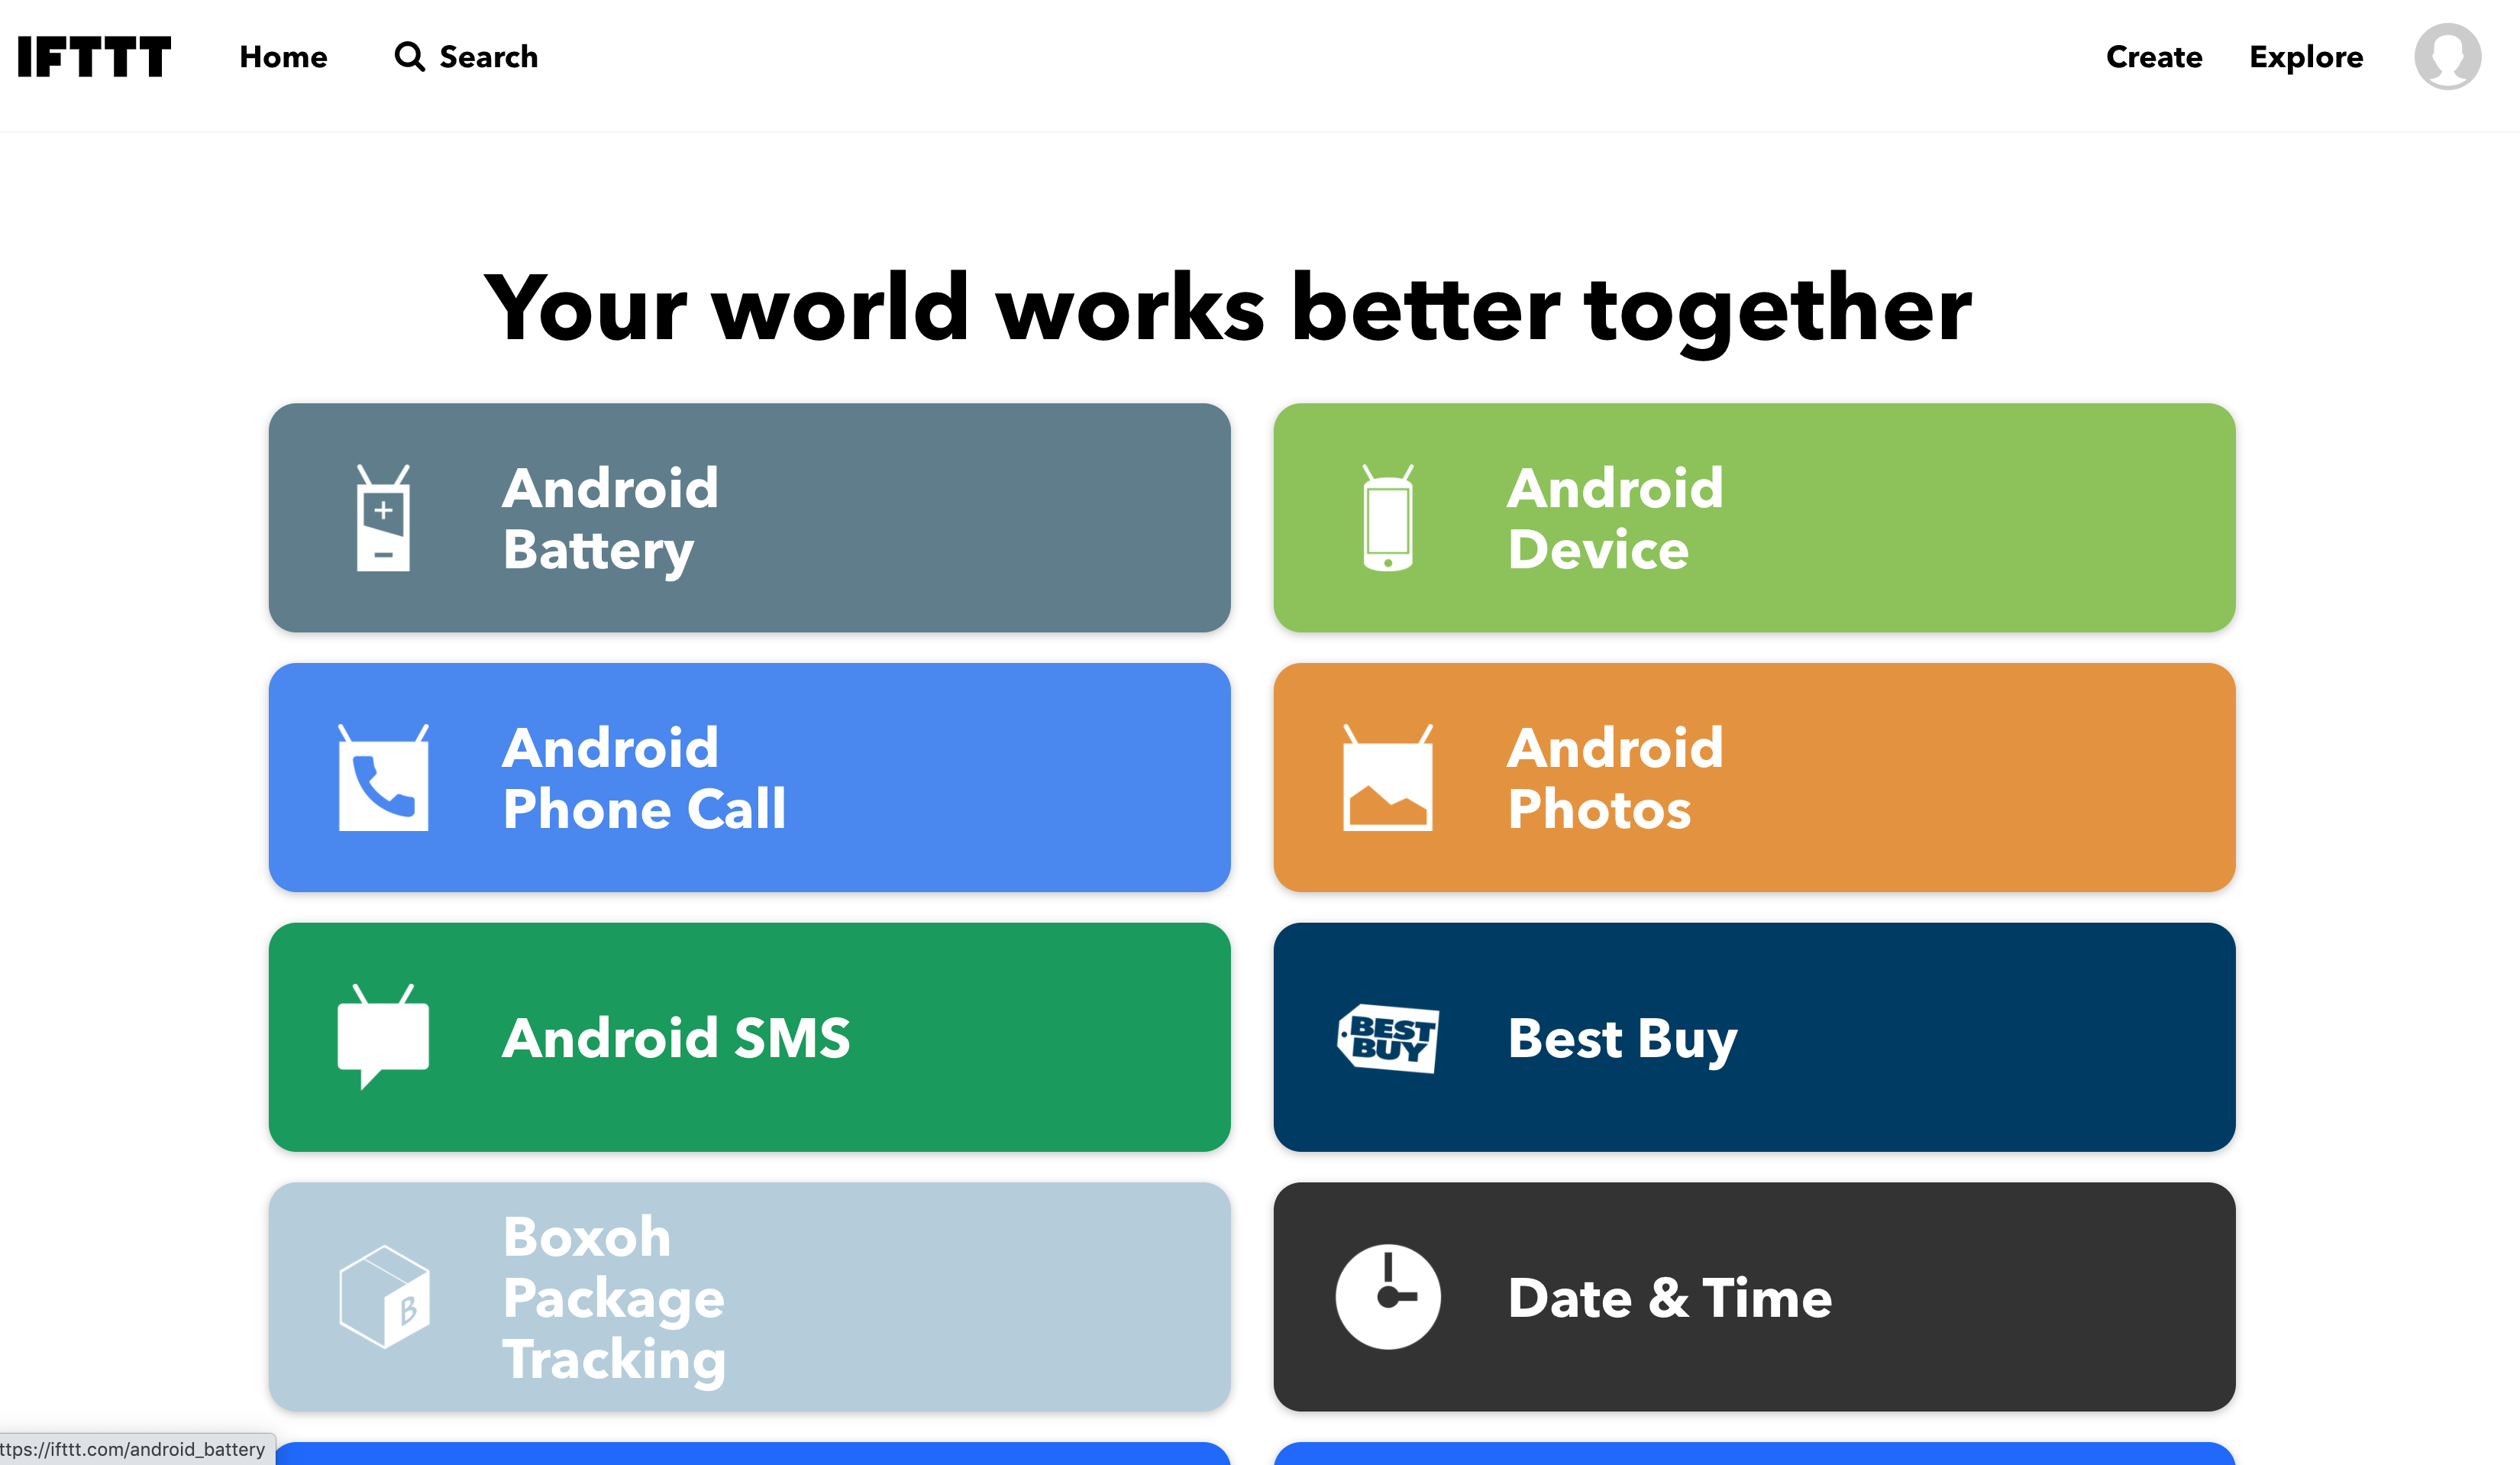 IFTTT Home Search Create Explore
Your world works better together
Android
Battery
Android
Device
Android
Phone Call
Android
Photos
Android SMS
BEST
BUY
Best Buy
Boxoh
Package
Tracking
B
Date & Time
ttps://ifttt.com/android_battery